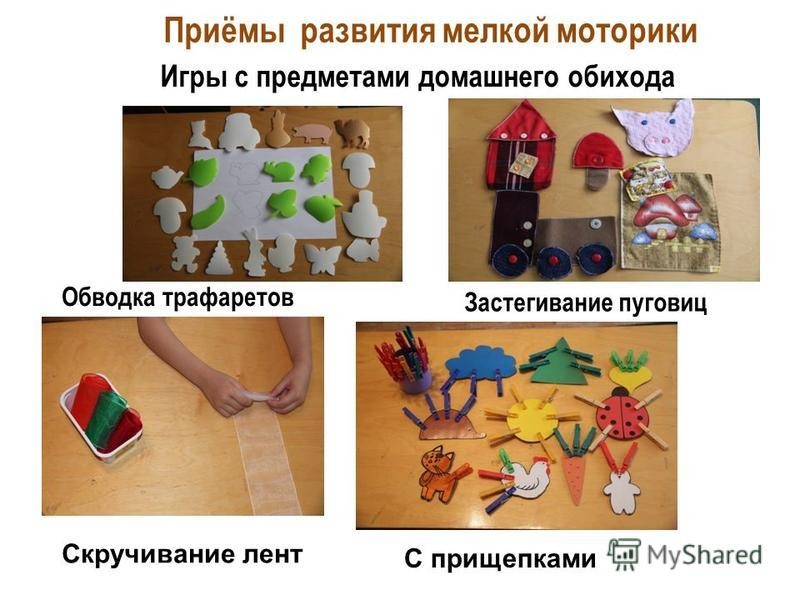 Приёмы развития мелкой моторики
Игры с предметами домашнего обихода
Обводка трафаретов
Застегивание пуговиц
Скручивание лент
С прищепками
MyShared